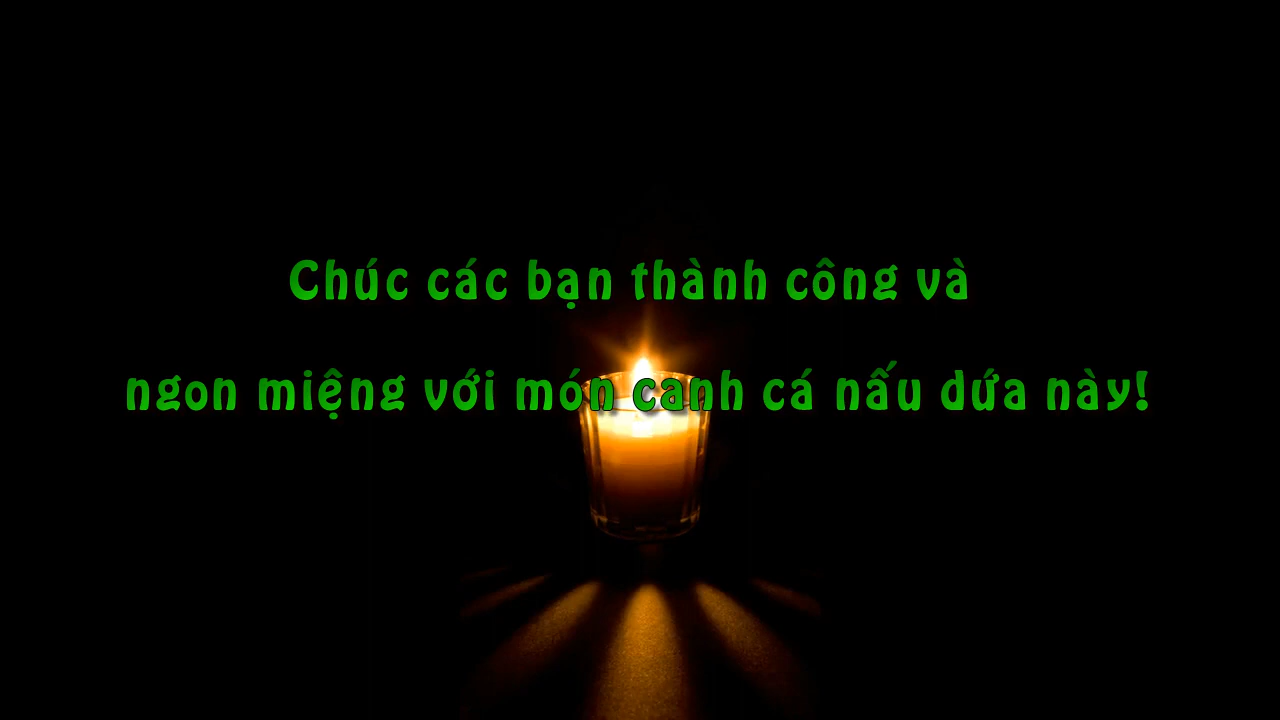 Chúc các bạn thành công và
ngon miệng với món canh cá nấu dứa này!